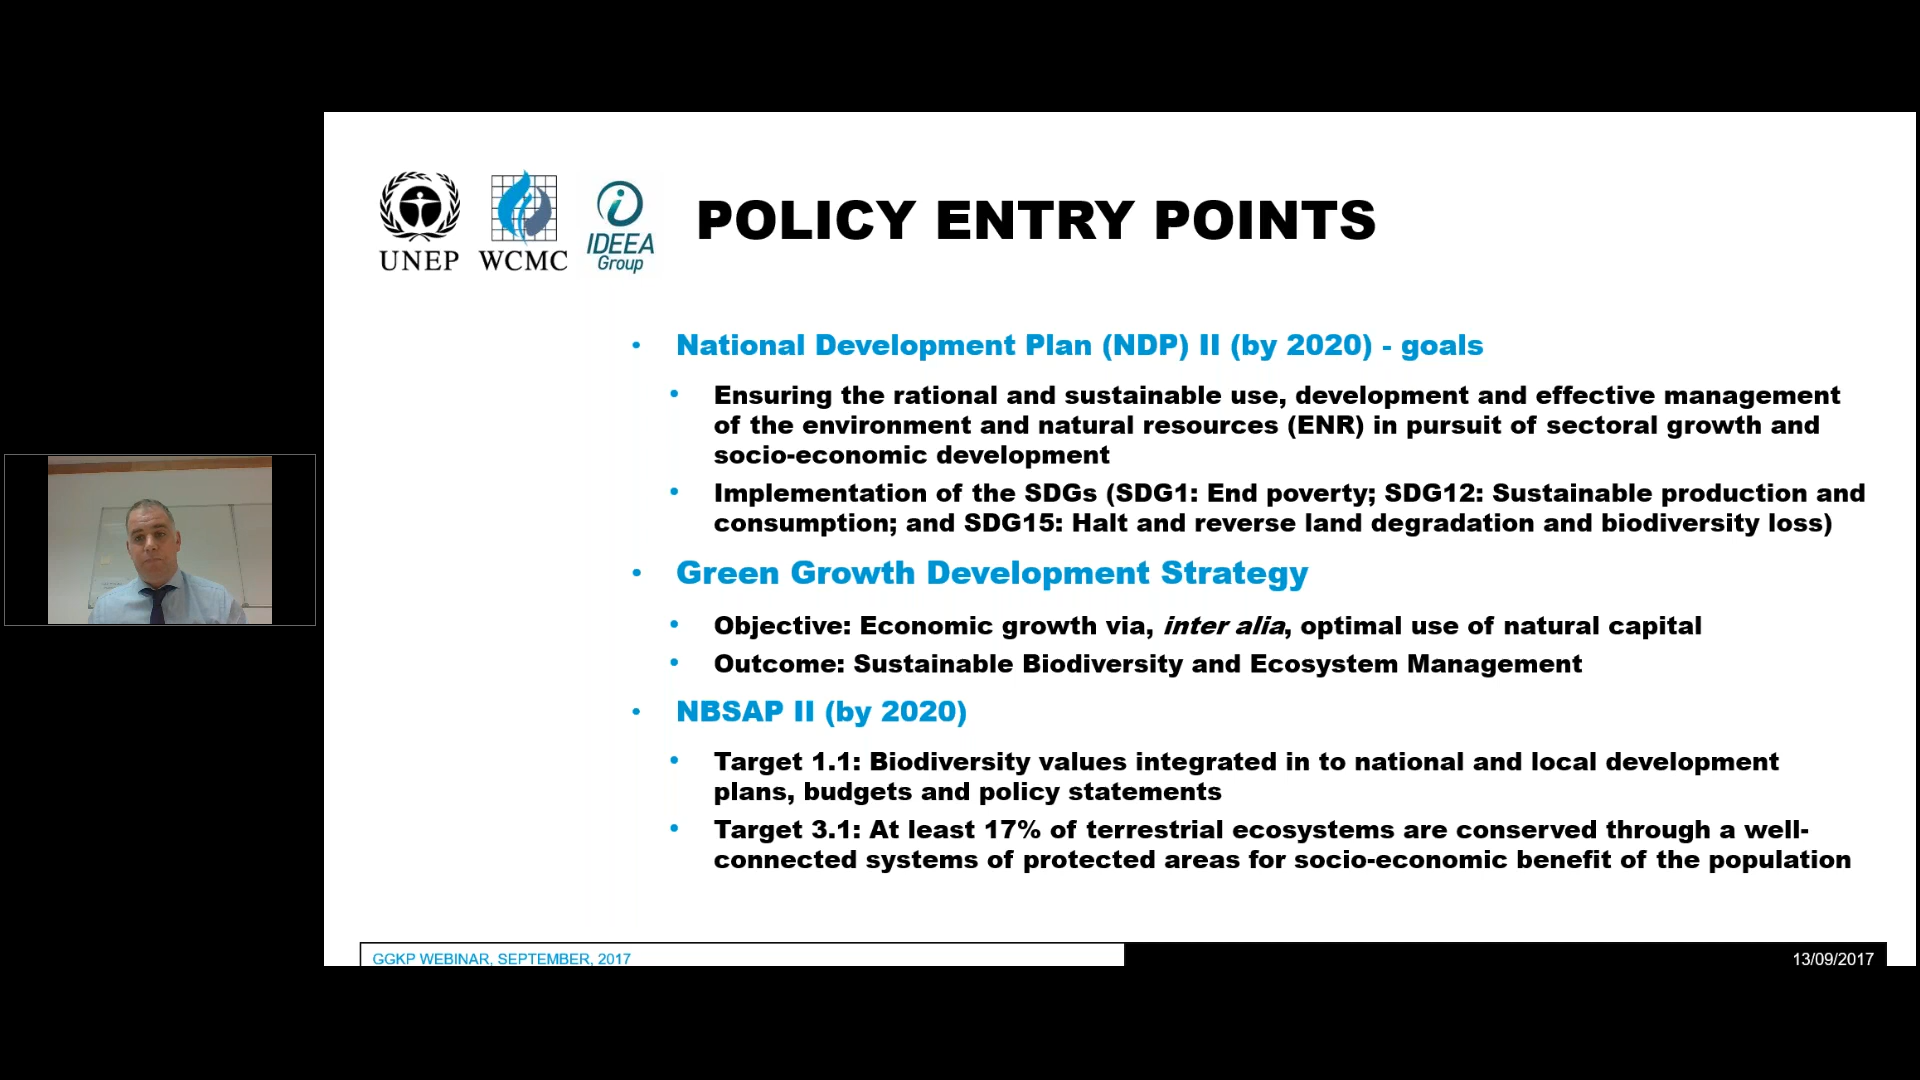 UNEP WCMC
IDEEA
Group
POLICY ENTRY POINTS
• National Development Plan (NDP) II (by 2020) - goals
• Ensuring the rational and sustainable use, development and effective management
of the environment and natural resources (ENR) in pursuit of sectoral growth and
socio-economic development
• Implementation of the SDGs (SDG1: End poverty; SDG12: Sustainable production and
consumption; and SDG15: Halt and reverse land degradation and biodiversity loss)
• Green Growth Development Strategy
• Objective: Economic growth via, inter alia, optimal use of natural capital
• Outcome: Sustainable Biodiversity and Ecosystem Management
• NBSAP II (by 2020)
• Target 1.1: Biodiversity values integrated in to national and local development
plans, budgets and policy statements
• Target 3.1: At least 17% of terrestrial ecosystems are conserved through a well-
connected systems of protected areas for socio-economic benefit of the population
GGKP WEBINAR, SEPTEMBER, 2017
13/09/2017